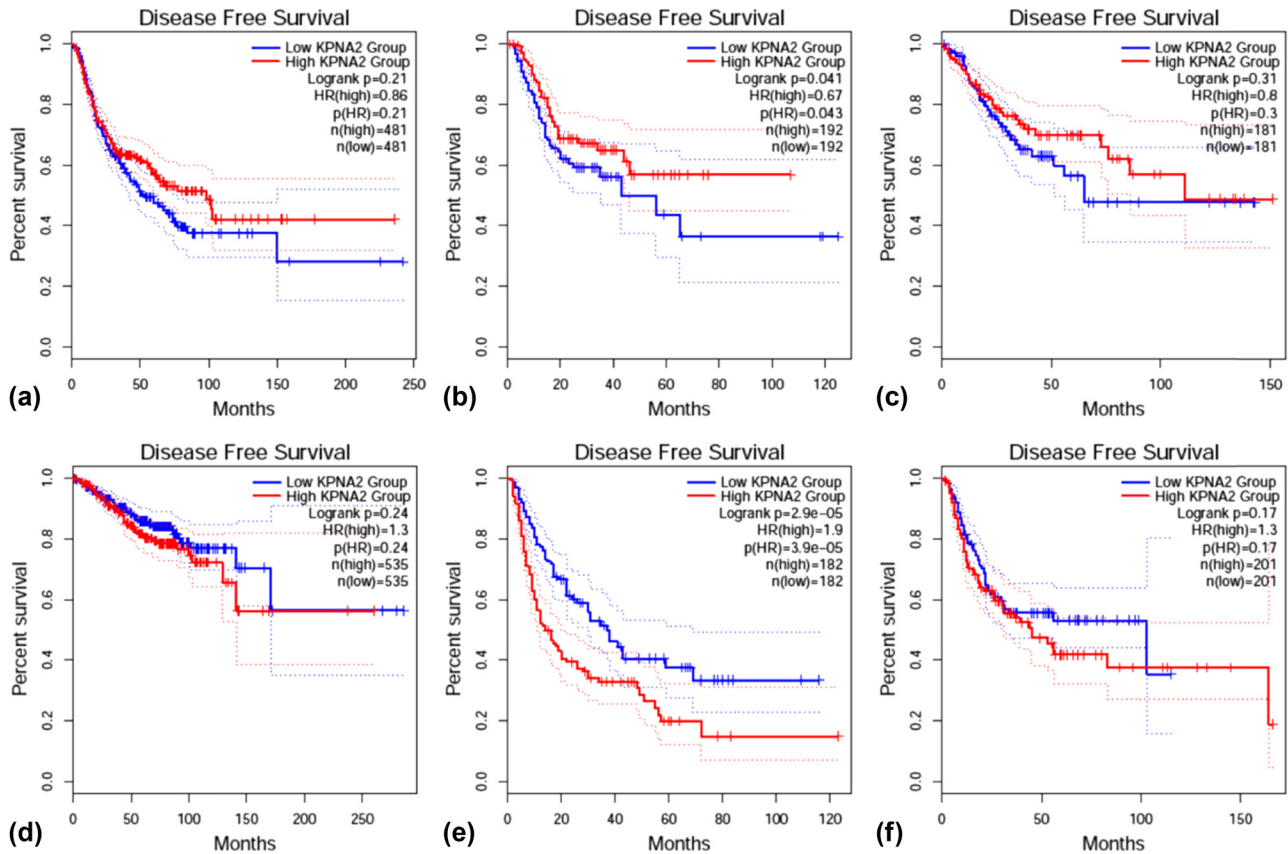 Disease Free Survival
Low KPNA2 Group
High KPNA2 Group
Logrank p=0.21
HR(high)=0.86
p(HR)=0.21
n(high)=481
n(low)=481
Percent survival
1.0
0.8
0.6
0.4
0.2
0.0
0 50 100 150 200 250
Months
(a)
Disease Free Survival
Low KPNA2 Group
High KPNA2 Group
Logrank p=0.041
HR(high)=0.67
p(HR)=0.043
n(high)=192
n(low)=192
Percent survival
1.0
0.8
0.6
0.4
0.2
0.0
0 20 40 60 80 100 120
Months
(b)
Disease Free Survival
Low KPNA2 Group
High KPNA2 Group
Logrank p=0.31
HR(high)=0.8
p(HR)=0.3
n(high)=181
n(low)=181
Percent survival
1.0
0.8
0.6
0.4
0.2
0.0
0 50 100 150
Months
(c)
Disease Free Survival
Low KPNA2 Group
High KPNA2 Group
Logrank p=0.24
HR(high)=1.3
p(HR)=0.24
n(high)=535
n(low)=535
Percent survival
1.0
0.8
0.6
0.4
0.2
0.0
0 50 100 150 200 250
Months
(d)
Disease Free Survival
Low KPNA2 Group
High KPNA2 Group
Logrank p=2.9e-05
HR(high)=1.9
p(HR)=3.9e-05
n(high)=182
n(low)=182
Percent survival
1.0
0.8
0.6
0.4
0.2
0.0
0 20 40 60 80 100 120
Months
(e)
Disease Free Survival
Low KPNA2 Group
High KPNA2 Group
Logrank p=0.17
HR(high)=1.3
p(HR)=0.17
n(high)=201
n(low)=201
Percent survival
1.0
0.8
0.6
0.4
0.2
0.0
0 50 100 150
Months
(f)